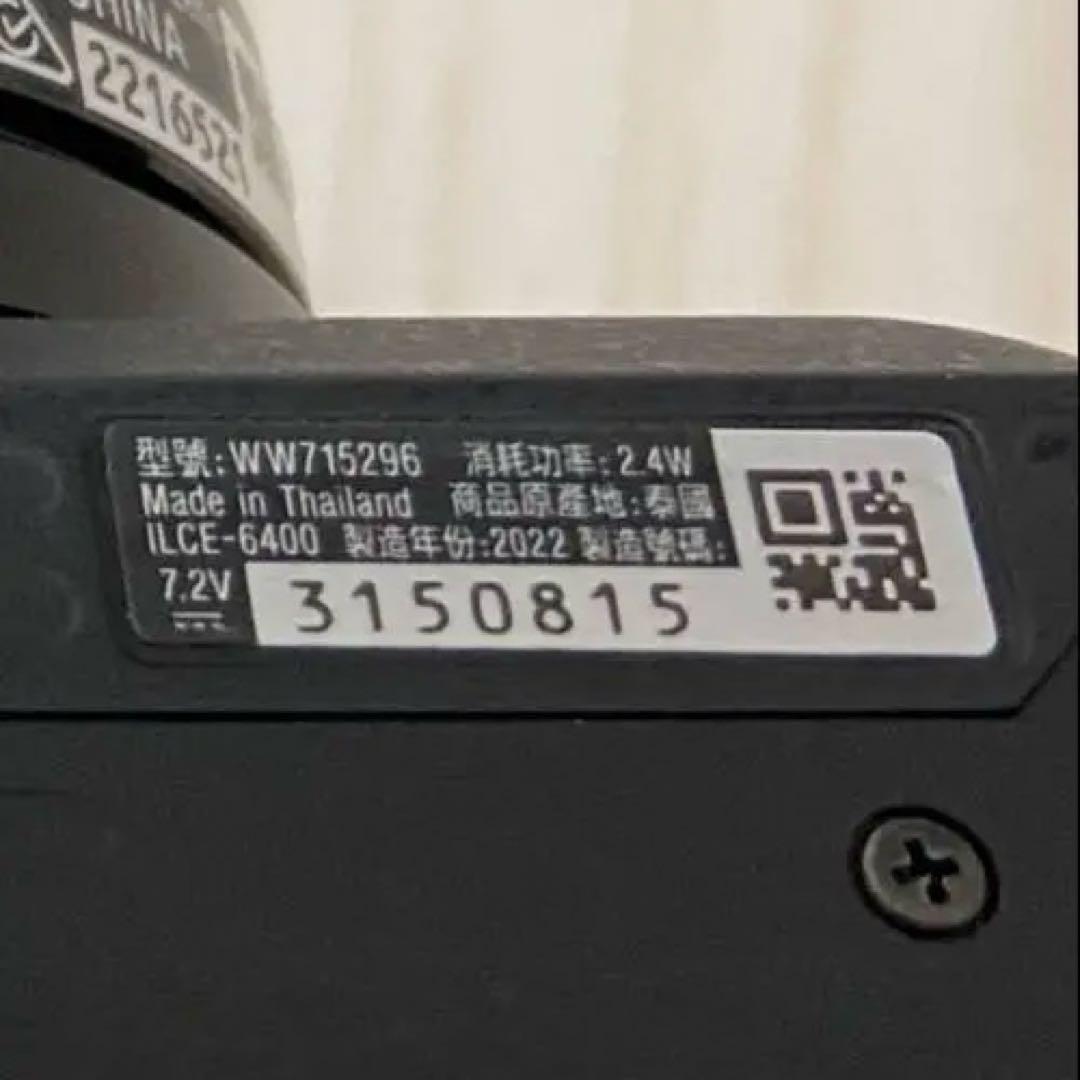 CHINA
2216521
型號:WW715296 消耗功率:2.4W
Made in Thailand 商品原產地:泰國
ILCE-6400 製造年份:2022 製造號碼:
7.2V
3150815